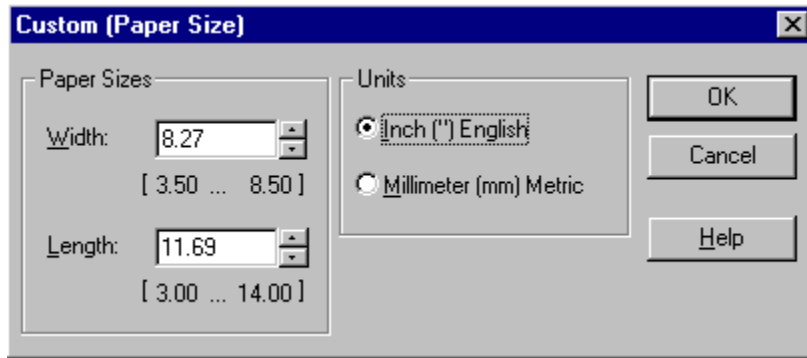 Custom (Paper Size)
Paper Sizes
Width:
8.27
[ 3.50 ... 8.50 ]
Length:
11.69
[ 3.00 ... 14.00 ]
Units
Inch (") English
Millimeter (mm) Metric
OK
Cancel
Help